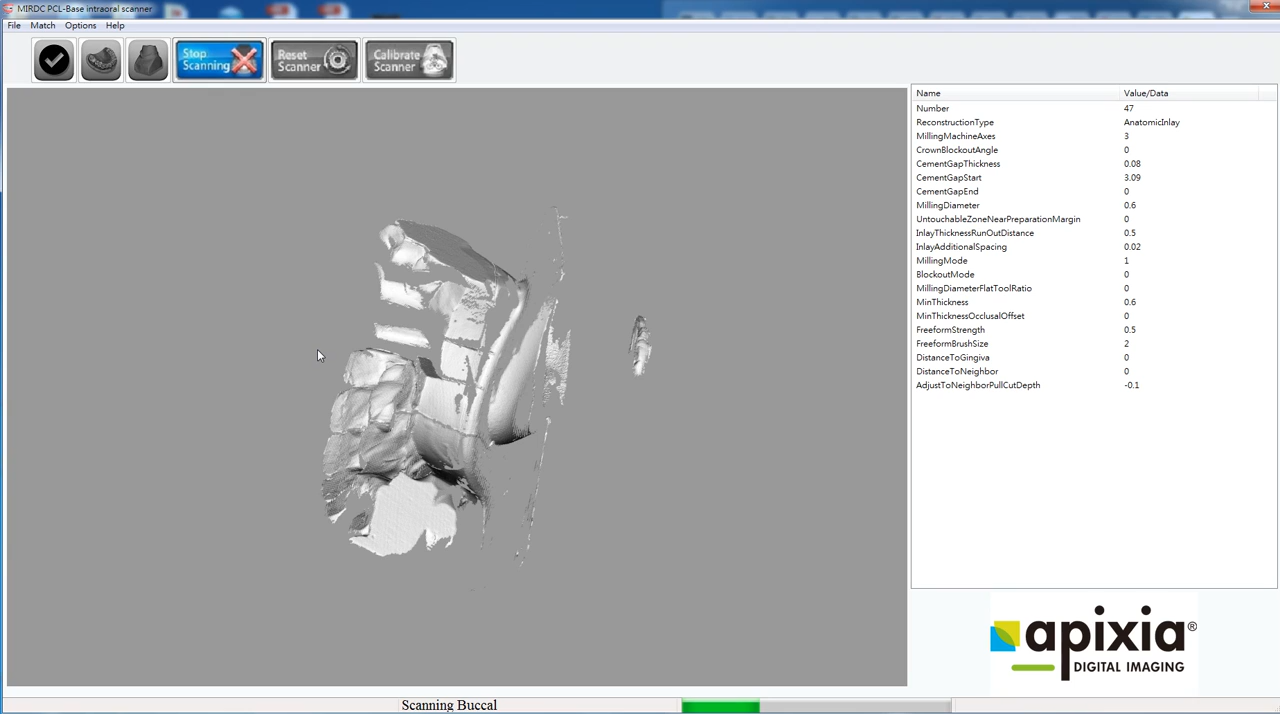 MIRDC PCL-Base intraoral scanner
File Match Options Help
Stop Scanning
Reset Scanner
Calibrate Scanner
Name Value/Data
Number 47
ReconstructionType AnatomicInlay
MillingMachineAxes 3
CrownBlockoutAngle 0
CementGapThickness 0.08
CementGapStart 3.09
CementGapEnd 0
MillingDiameter 0.6
UntouchableZoneNearPreparationMargin 0
InlayThicknessRunOutDistance 0.5
InlayAdditionalSpacing 0.02
MillingMode 1
BlockoutMode 0
MillingDiameterFlatToolRatio 0
MinThickness 0.6
MinThicknessOcclusalOffset 0
FreeformStrength 0.5
FreeformBrushSize 2
DistanceToGingiva 0
DistanceToNeighbor 0
AdjustToNeighborPullCutDepth -0.1
apixia®
DIGITAL IMAGING
Scanning Buccal